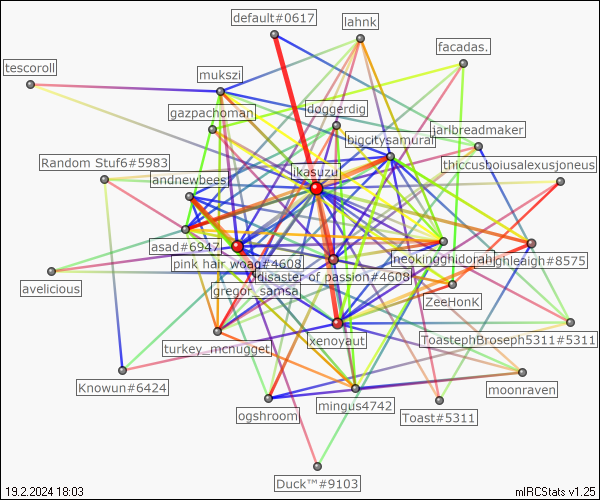 default#0617
lahnk
facadas.
tescoroll
mukszi
gazpachoman
doggerdig
jarlbreadmaker
bigcitysamurai
Random Stuf6#5983
ikasuzu
thiccusboiusalexusjoneus
andnewbees
asad#6947
pink hair woag#4608
neokingghidorah
highleigh#8575
disaster of passion#4608
avelicious
gregor_samsa
ZeeHonK
turkey_mcnugget
xenoyaut
ToastephBroseph5311#5311
Knowun#6424
moonraven
ogshroom
mingus4742
Toast#5311
Duck™#9103
19.2.2024 18:03
mIRCStats v1.25